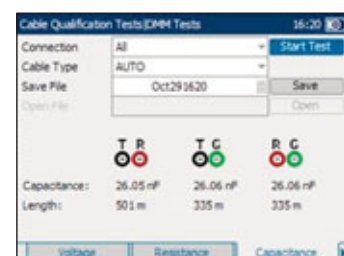 Cable Qualification Tests|DMM Tests 16:20
Connection All Start Test
Cable Type AUTO
Save File Oct291620 Save
Open File Open
T R T G R G
Capacitance: 26.05 nF 26.06 nF 26.06 nF
Length: 501 m 335 m 335 m
Voltage Resistance Capacitance